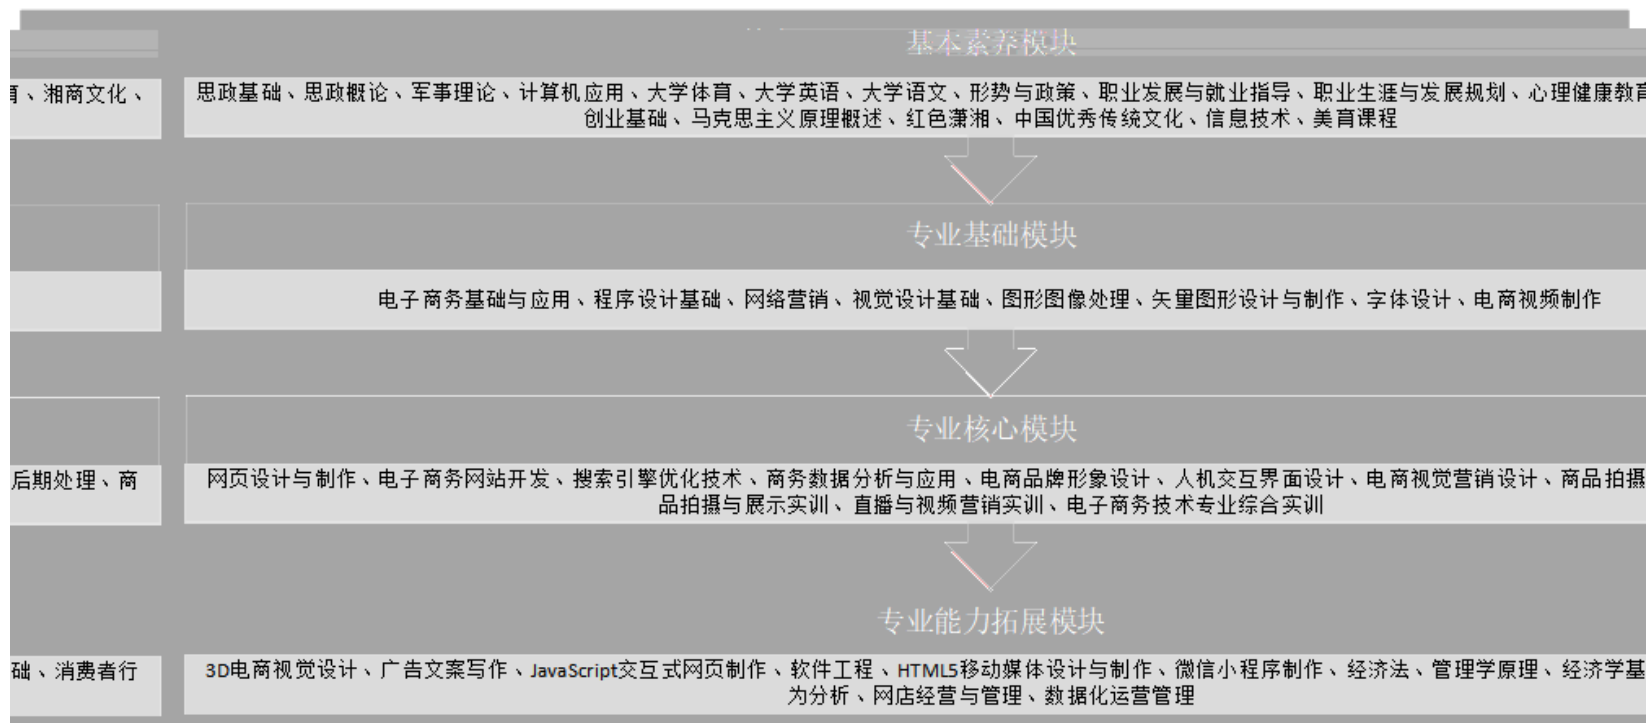 基本素养模块
思政基础、思政概论、军事理论、计算机应用、大学体育、大学英语、大学语文、形势与政策、职业发展与就业指导、职业生涯与发展规划、心理健康教育、湘商文化、
创业基础、马克思主义原理概述、红色潇湘、中国优秀传统文化、信息技术、美育课程
专业基础模块
电子商务基础与应用、程序设计基础、网络营销、视觉设计基础、图形图像处理、矢量图形设计与制作、字体设计、电商视频制作
专业核心模块
网页设计与制作、电子商务网站开发、搜索引擎优化技术、商务数据分析与应用、电商品牌形象设计、人机交互界面设计、电商视觉营销设计、商品拍摄后期处理、商
品拍摄与展示实训、直播与视频营销实训、电子商务技术专业综合实训
专业能力拓展模块
3D电商视觉设计、广告文案写作、JavaScript交互式网页制作、软件工程、HTML5移动媒体设计与制作、微信小程序制作、经济法、管理学原理、经济学基础、消费者行
为分析、网店经营与管理、数据化运营管理